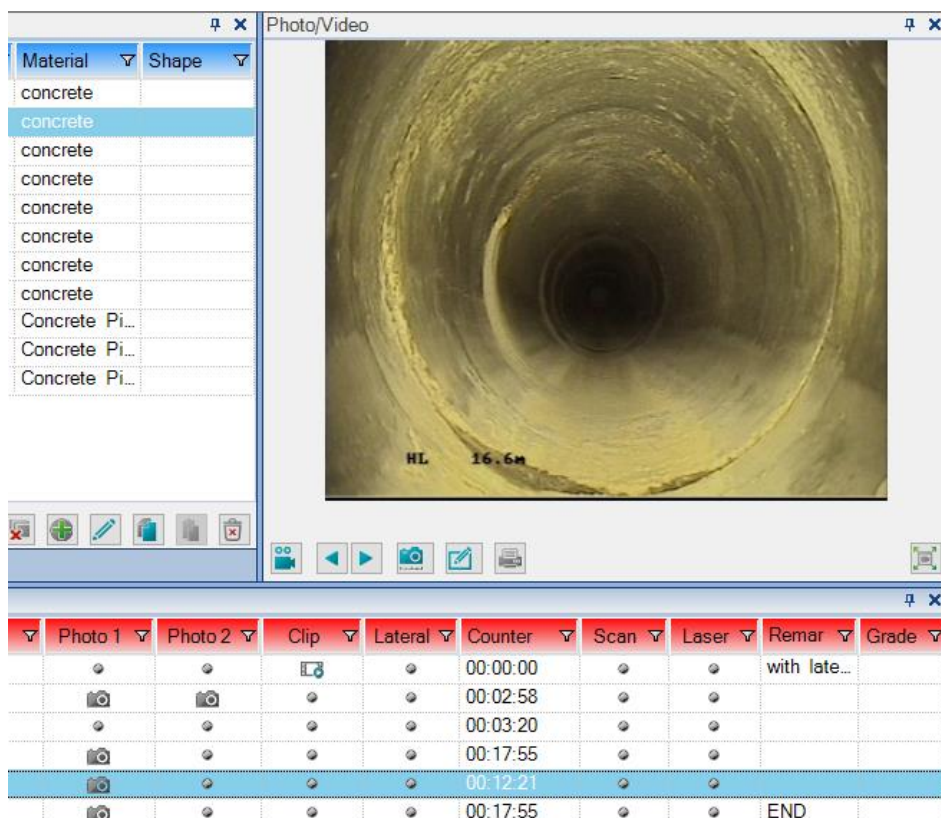 Photo/Video
Material Shape
concrete
concrete
concrete
concrete
concrete
concrete
concrete
concrete
Concrete Pi...
Concrete Pi...
Concrete Pi...
HL 16.6m
Photo 1 Photo 2 Clip Lateral Counter Scan Laser Remar Grade
00:00:00 with late...
00:02:58
00:03:20
00:17:55
00:12:21
00:17:55 END